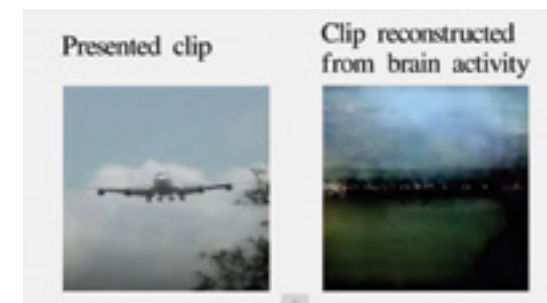 Presented clip
Clip reconstructed
from brain activity